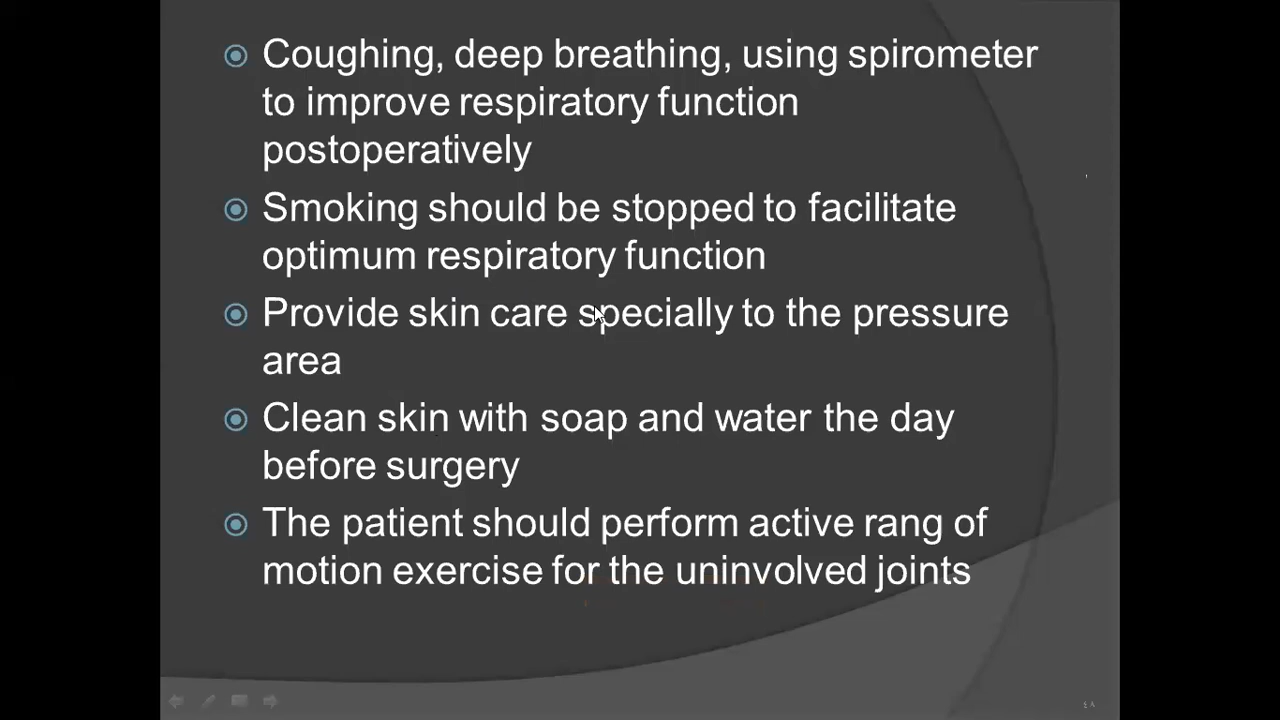 Coughing, deep breathing, using spirometer
to improve respiratory function
postoperatively
Smoking should be stopped to facilitate
optimum respiratory function
Provide skin care specially to the pressure
area
Clean skin with soap and water the day
before surgery
The patient should perform active rang of
motion exercise for the uninvolved joints
٤٨